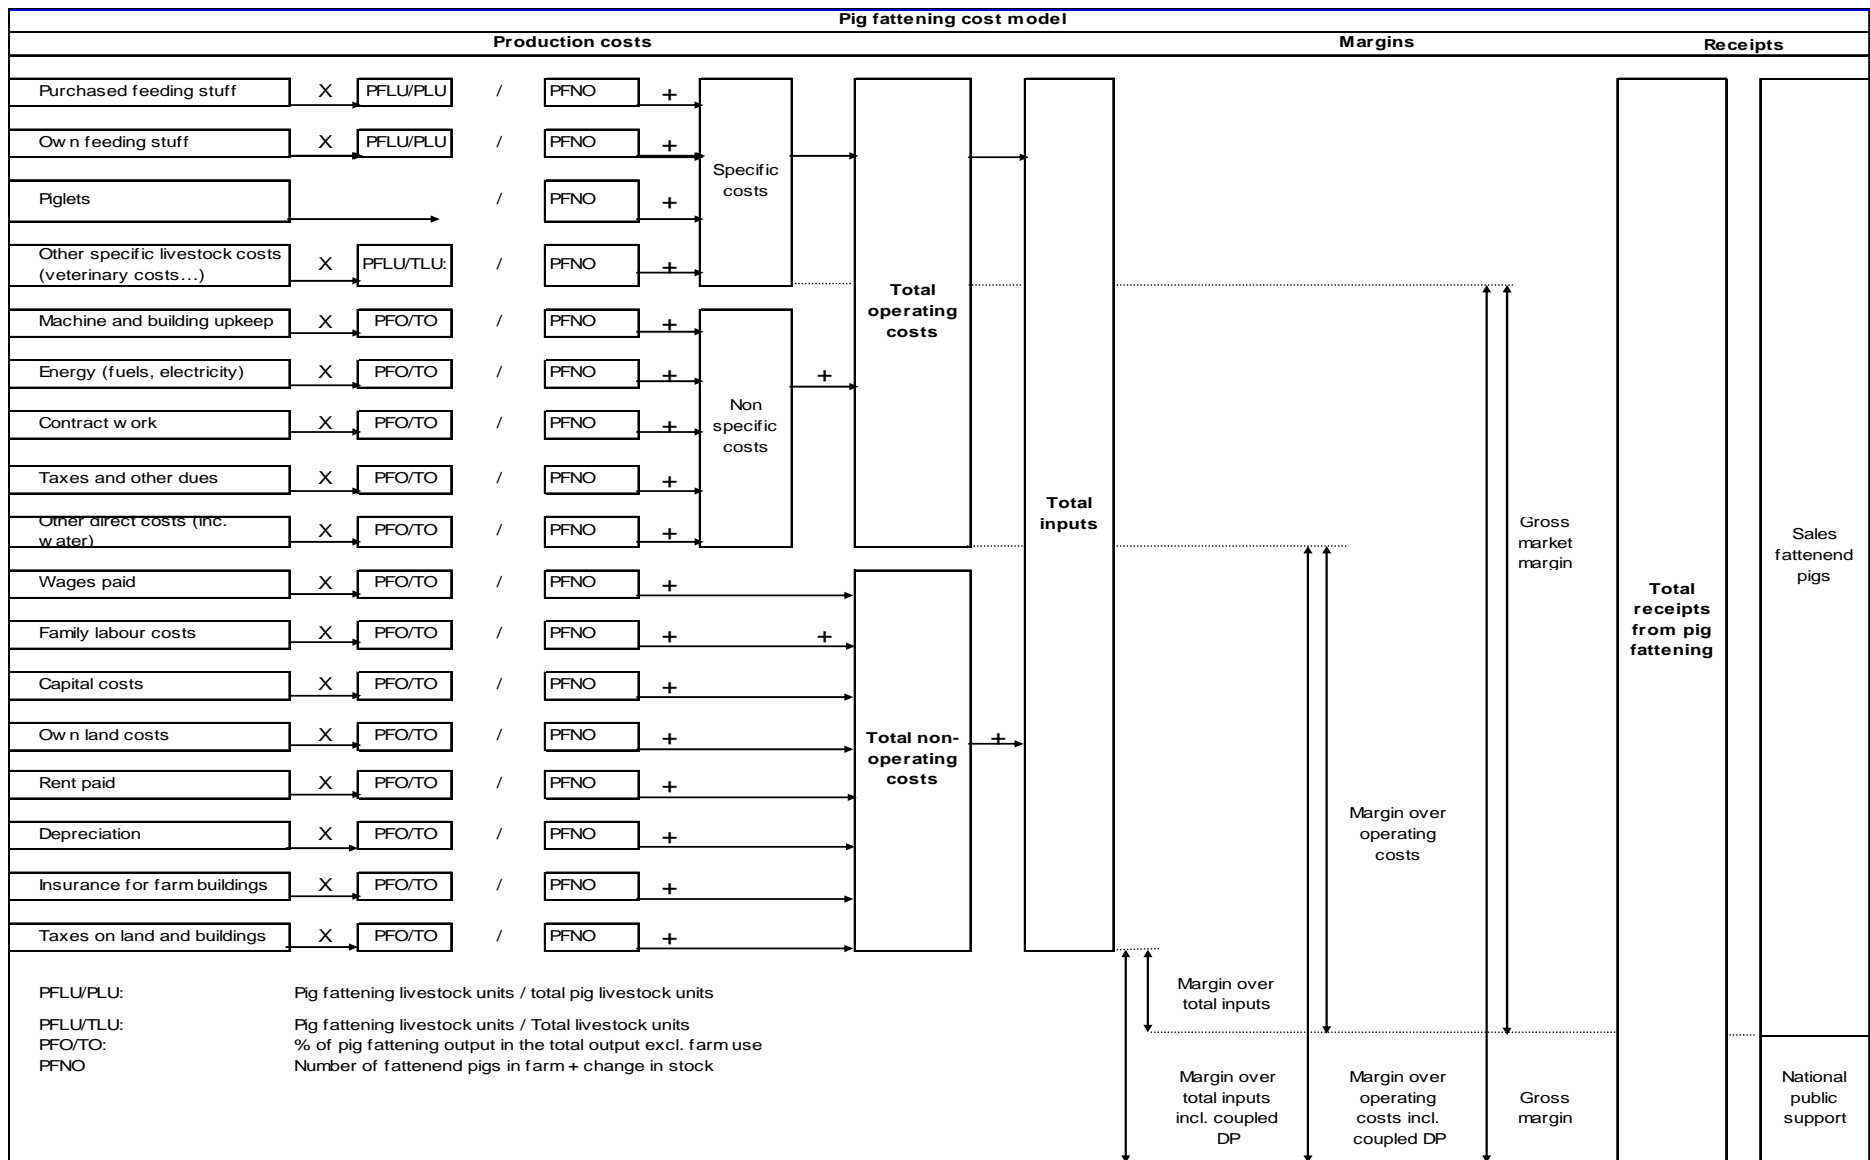 Pig fattening cost model
Production costs Margins Receipts
Purchased feeding stuff X PFLU/PLU / PFNO +
Own feeding stuff X PFLU/PLU / PFNO +
Specific
costs
Piglets / PFNO +
Other specific livestock costs
(veterinary costs...) X PFLU/TLU: / PFNO +
Total
operating
costs
Machine and building upkeep X PFO/TO / PFNO +
Energy (fuels, electricity) X PFO/TO / PFNO + +
Non
specific
costs
Contract work X PFO/TO / PFNO +
Taxes and other dues X PFO/TO / PFNO +
Other direct costs (inc.
water) X PFO/TO / PFNO +
Total
inputs
Gross
market
margin
Sales
fattenend
pigs
Wages paid X PFO/TO / PFNO +
Family labour costs X PFO/TO / PFNO + +
Total
receipts
from pig
fattening
Capital costs X PFO/TO / PFNO +
Own land costs X PFO/TO / PFNO +
Total non-
operating
costs
+
Rent paid X PFO/TO / PFNO +
Depreciation X PFO/TO / PFNO +
Margin over
operating
costs
Insurance for farm buildings X PFO/TO / PFNO +
Taxes on land and buildings X PFO/TO / PFNO +
PFLU/PLU: Pig fattening livestock units / total pig livestock units
Margin over
total inputs
PFLU/TLU: Pig fattening livestock units / Total livestock units
PFO/TO: % of pig fattening output in the total output excl. farm use
PFNO Number of fattenend pigs in farm + change in stock
Margin over
total inputs
incl. coupled
DP
Margin over
operating
costs incl.
coupled DP
Gross
margin
National
public
support